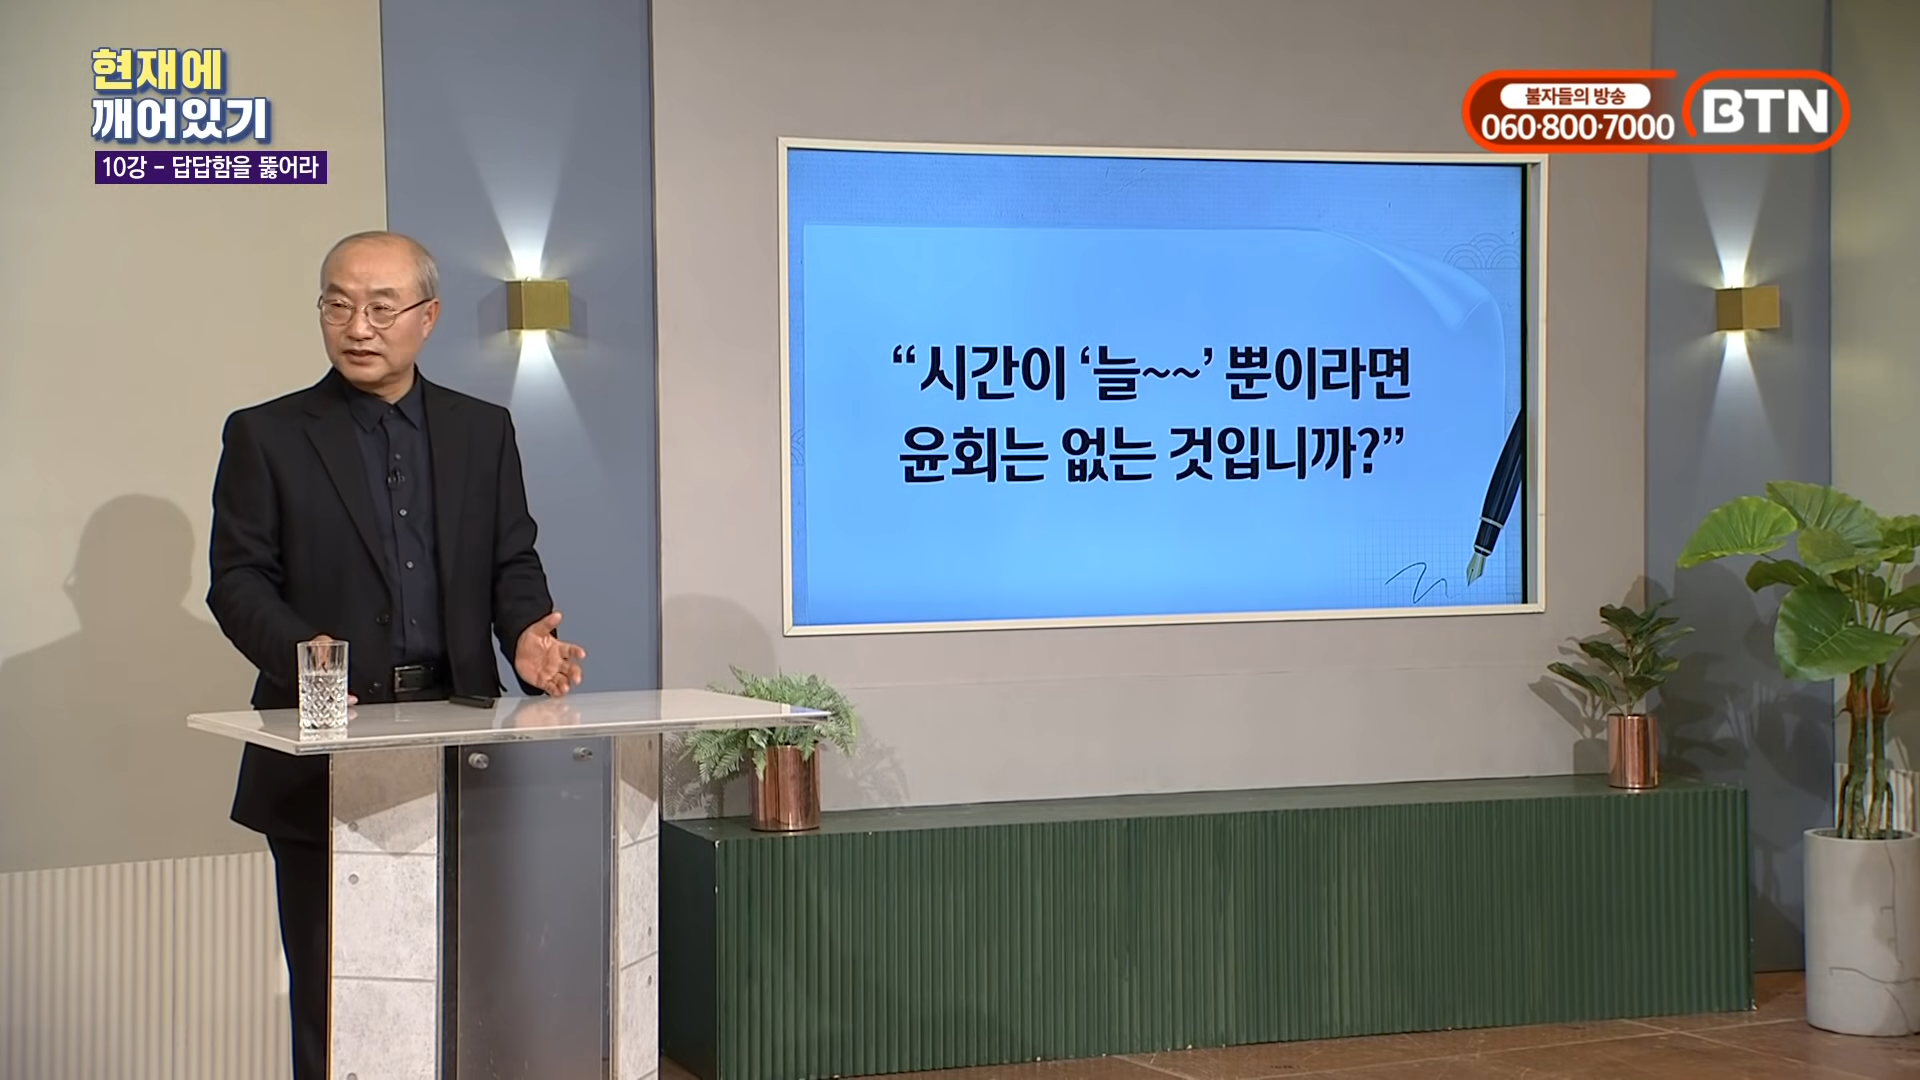 현재에
깨어있기
10강 - 답답함을 뚫어라
불자들의 방송
060·800·7000
BTN
“시간이 ‘늘~~’ 뿐이라면
윤회는 없는 것입니까?”